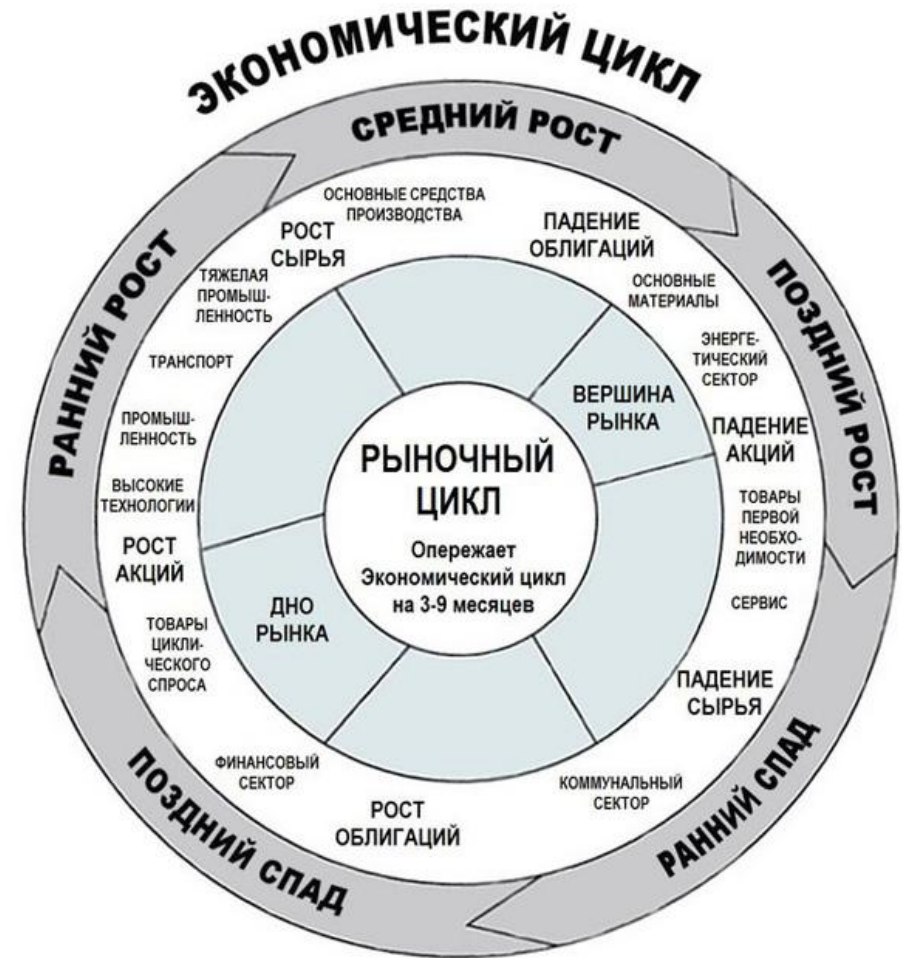 ЭКОНОМИЧЕСКИЙ ЦИКЛ
СРЕДНИЙ РОСТ
ПОЗДНИЙ РОСТ
РАННИЙ СПАД
ПОЗДНИЙ СПАД
РАННИЙ РОСТ
ОСНОВНЫЕ СРЕДСТВА
ПРОИЗВОДСТВА
ПАДЕНИЕ
ОБЛИГАЦИЙ
ОСНОВНЫЕ
МАТЕРИАЛЫ
ЭНЕРГЕ-
ТИЧЕСКИЙ
СЕКТОР
ПАДЕНИЕ
АКЦИЙ
ТОВАРЫ
ПЕРВОЙ
НЕОБХО-
ДИМОСТИ
СЕРВИС
ПАДЕНИЕ
СЫРЬЯ
КОММУНАЛЬНЫЙ
СЕКТОР
РОСТ
ОБЛИГАЦИЙ
ФИНАНСОВЫЙ
СЕКТОР
ТОВАРЫ
ЦИКЛИ-
ЧЕСКОГО
СПРОСА
РОСТ
АКЦИЙ
ВЫСОКИЕ
ТЕХНОЛОГИИ
ПРОМЫШ-
ЛЕННОСТЬ
ТРАНСПОРТ
ТЯЖЕЛАЯ
ПРОМЫШ-
ЛЕННОСТЬ
РОСТ
СЫРЬЯ
ВЕРШИНА
РЫНКА
ДНО
РЫНКА
РЫНОЧНЫЙ
ЦИКЛ
Опережает
Экономический цикл
на 3-9 месяцев